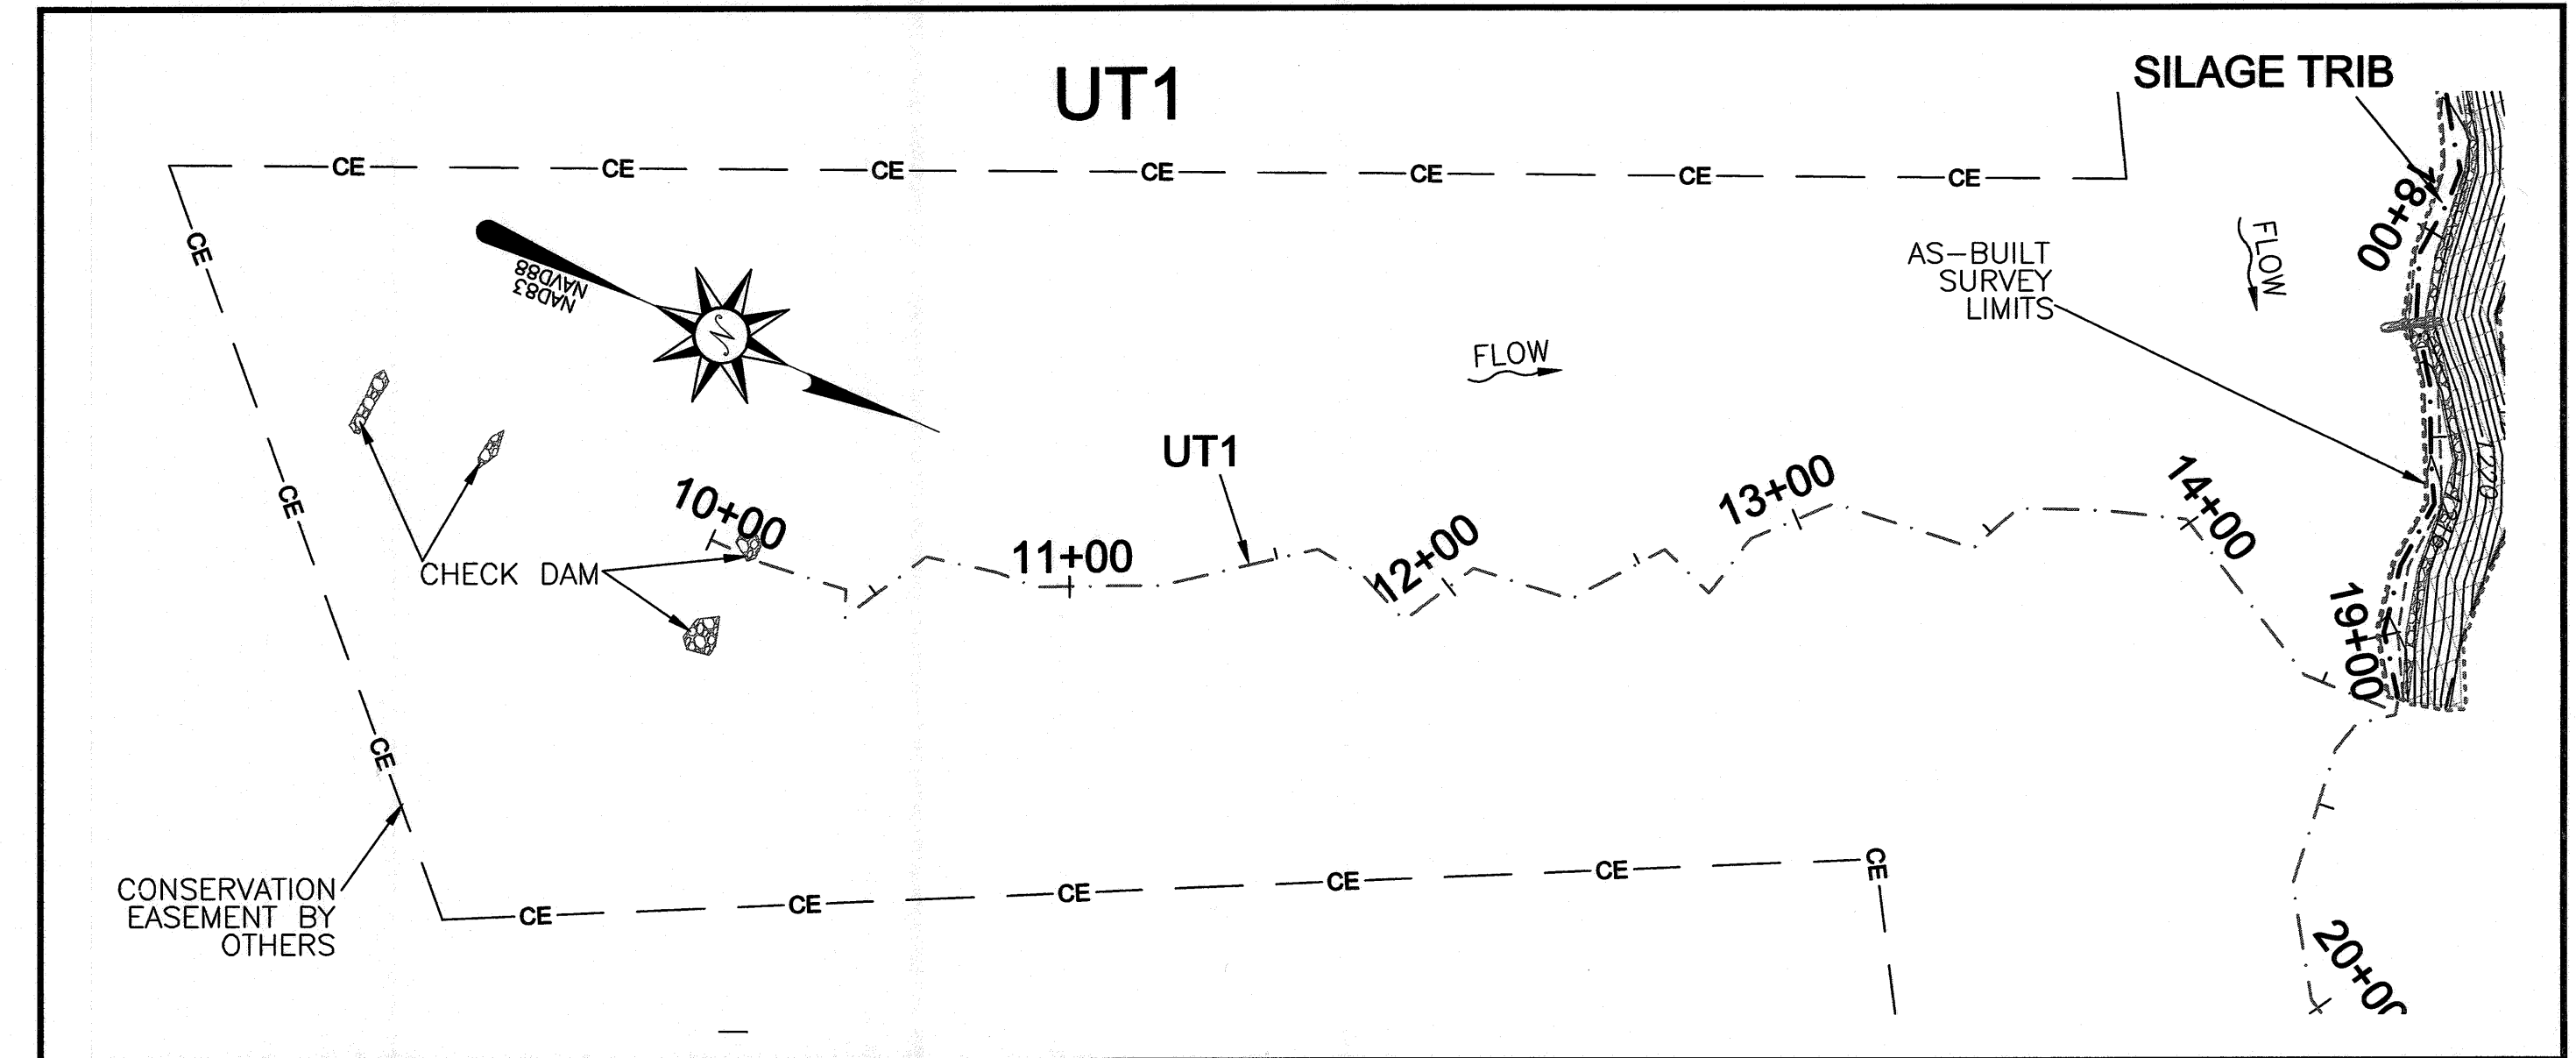 UT1
SILAGE TRIB
CE CE CE CE CE CE CE
CE
18+00
FLOW
AS-BUILT
SURVEY
LIMITS
NAD83
NAVD88
N
FLOW
UT1
10+00
11+00
12+00
13+00
14+00
1220
CE
CHECK DAM
19+00
CE
CONSERVATION
EASEMENT BY
OTHERS
CE CE CE CE CE
CE
20+00